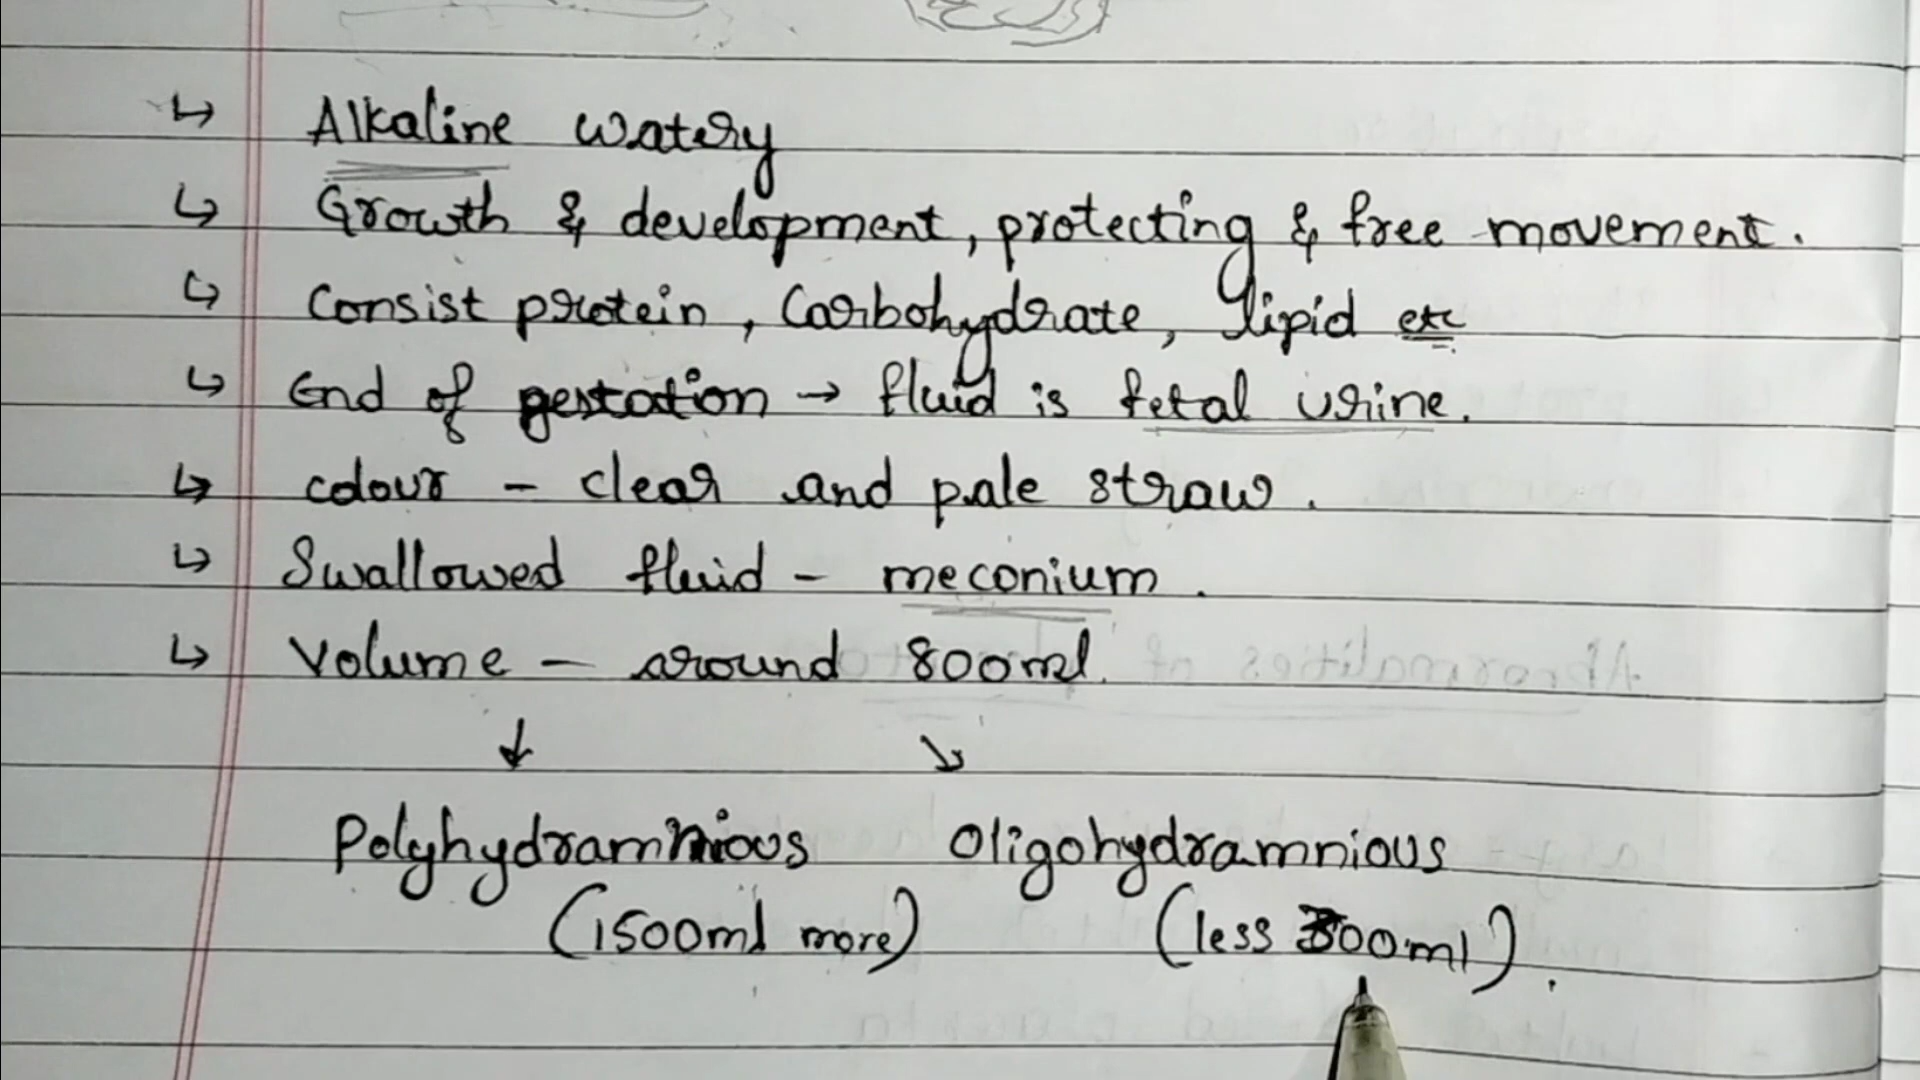 ↳ Alkaline watery
↳ Growth & development, protecting & free movement.
↳ Consist protein, Carbohydrate, lipid etc
↳ End of gestation → fluid is fetal urine.
↳ colour - clear and pale straw.
↳ Swallowed fluid - meconium.
↳ Volume - around 800ml.
↓ ↘
Polyhydramnious Oligohydramnious
(1500ml more) (less 300ml).